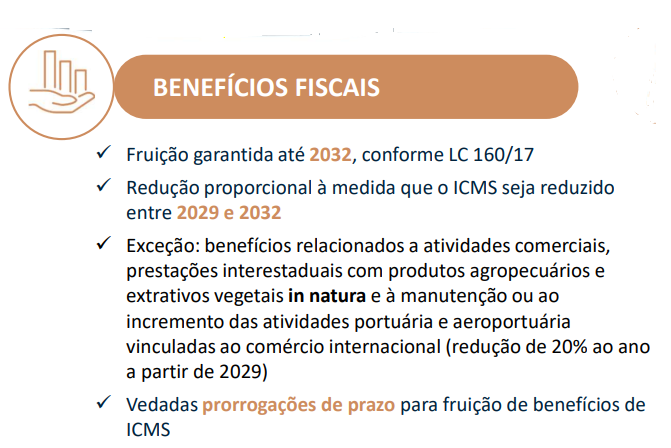 BENEFÍCIOS FISCAIS
✓ Fruição garantida até 2032, conforme LC 160/17
✓ Redução proporcional à medida que o ICMS seja reduzido
entre 2029 e 2032
✓ Exceção: benefícios relacionados a atividades comerciais,
prestações interestaduais com produtos agropecuários e
extrativos vegetais in natura e à manutenção ou ao
incremento das atividades portuária e aeroportuária
vinculadas ao comércio internacional (redução de 20% ao ano
a partir de 2029)
✓ Vedadas prorrogações de prazo para fruição de benefícios de
ICMS